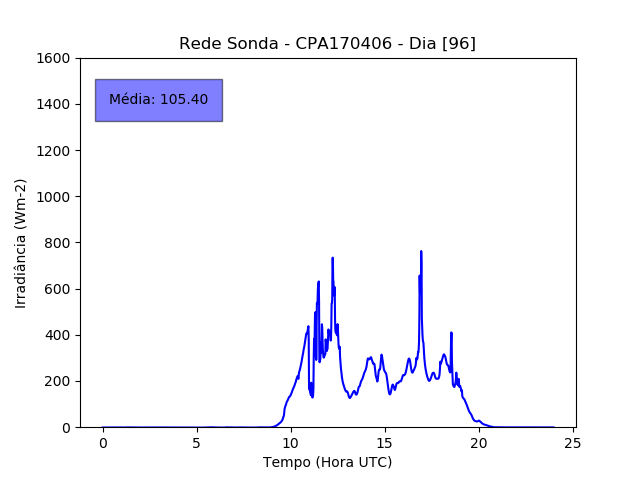 Rede Sonda - CPA170406 - Dia [96]
1600
1400
1200
1000
800
600
400
200
0
Irradiância (Wm-2)
Média: 105.40
0 5 10 15 20 25
Tempo (Hora UTC)